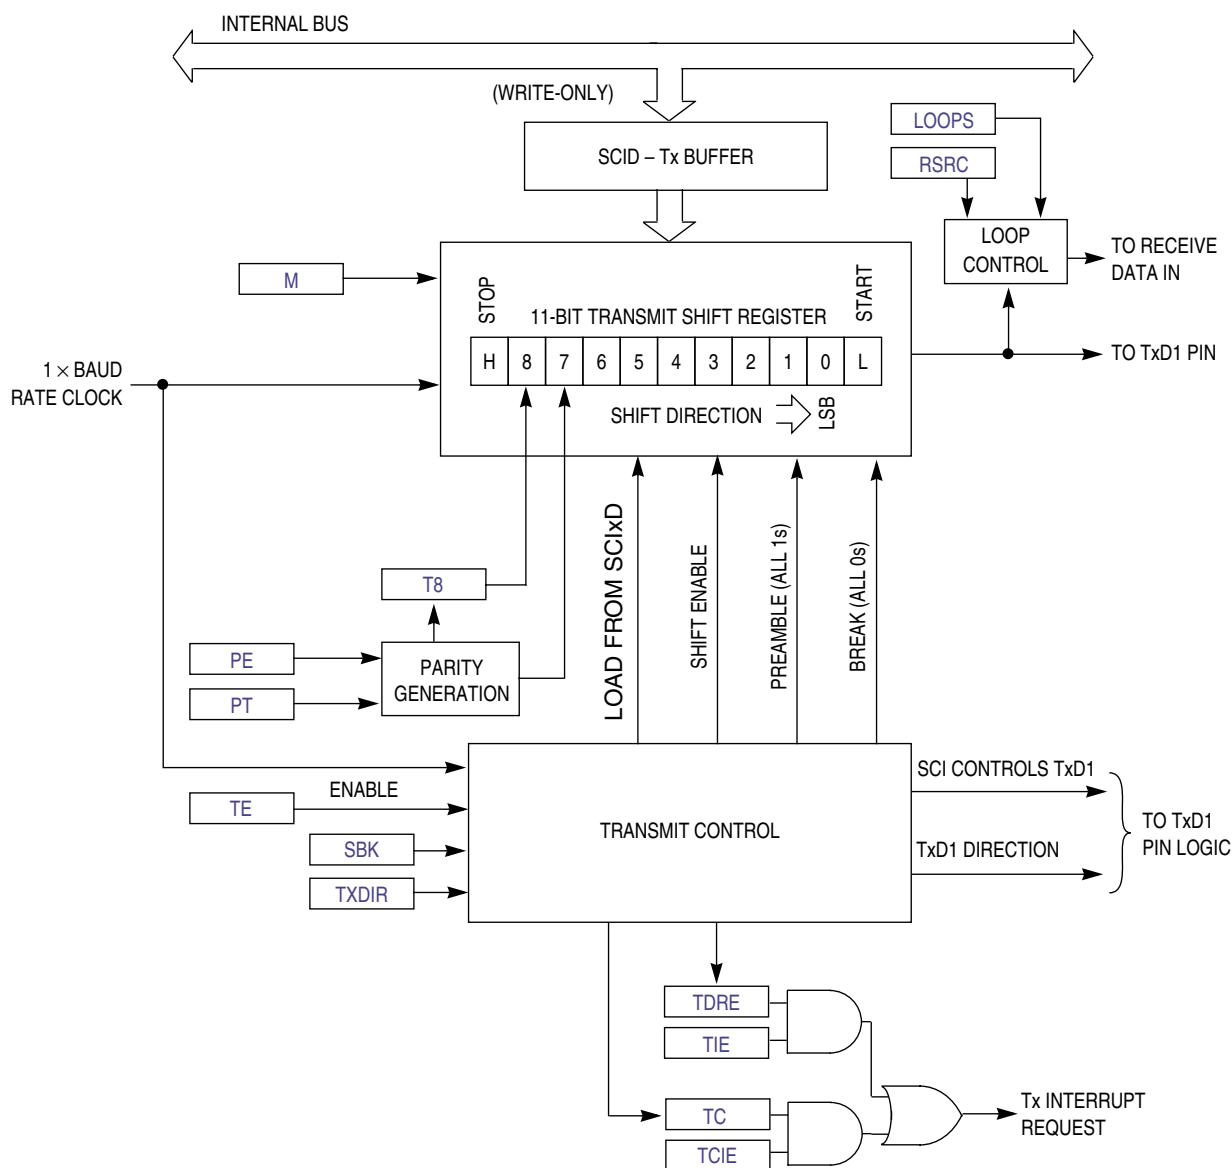 INTERNAL BUS
(WRITE-ONLY)
SCID – Tx BUFFER
LOOPS
RSRC
LOOP
CONTROL
TO RECEIVE
DATA IN
M
STOP
11-BIT TRANSMIT SHIFT REGISTER
START
H 8 7 6 5 4 3 2 1 0 L
TO TxD1 PIN
1 × BAUD
RATE CLOCK
SHIFT DIRECTION
LSB
LOAD FROM SCIxD
SHIFT ENABLE
PREAMBLE (ALL 1s)
BREAK (ALL 0s)
T8
PE
PT
PARITY
GENERATION
ENABLE
TE
SBK
TXDIR
TRANSMIT CONTROL
SCI CONTROLS TxD1
TxD1 DIRECTION
TO TxD1
PIN LOGIC
TDRE
TIE
TC
TCIE
Tx INTERRUPT
REQUEST